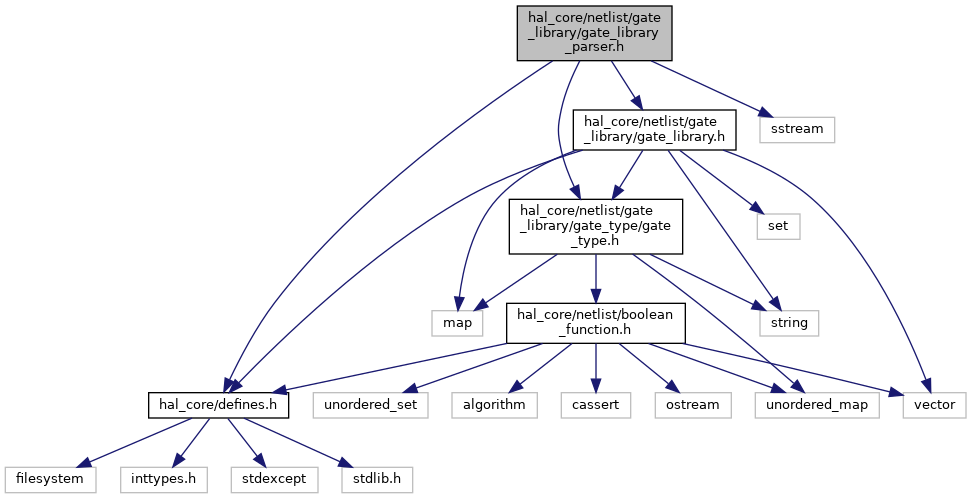 hal_core/netlist/gate
_library/gate_library
_parser.h
hal_core/netlist/gate
_library/gate_library.h
sstream
hal_core/netlist/gate
_library/gate_type/gate
_type.h
set
map
hal_core/netlist/boolean
_function.h
string
hal_core/defines.h
unordered_set
algorithm
cassert
ostream
unordered_map
vector
filesystem
inttypes.h
stdexcept
stdlib.h